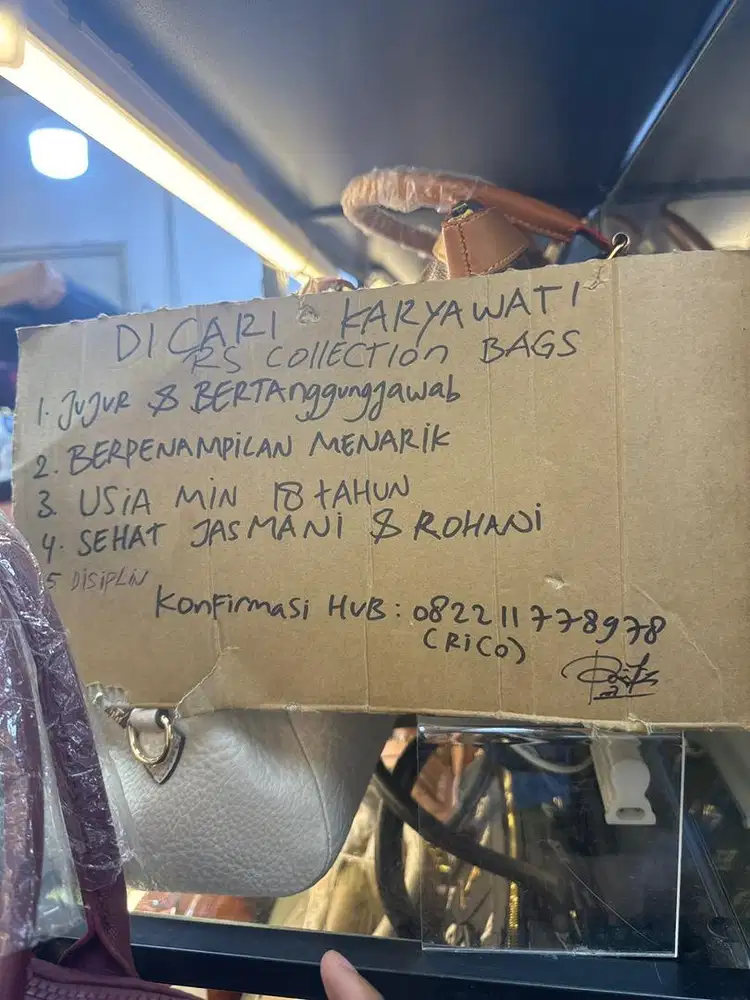 DICARI KARYAWATI
RS COllECTIOn BAGS
1. JuJuR & BERTAnggungJawab
2. BERPENAMPiLAN MENARiK
3. USiA MiN 18 tAHUN
4. SEHAT JASMANi & ROHANi
5 DISIPLIN
KonFirmasi HuB: 082211778978
(RiCo)